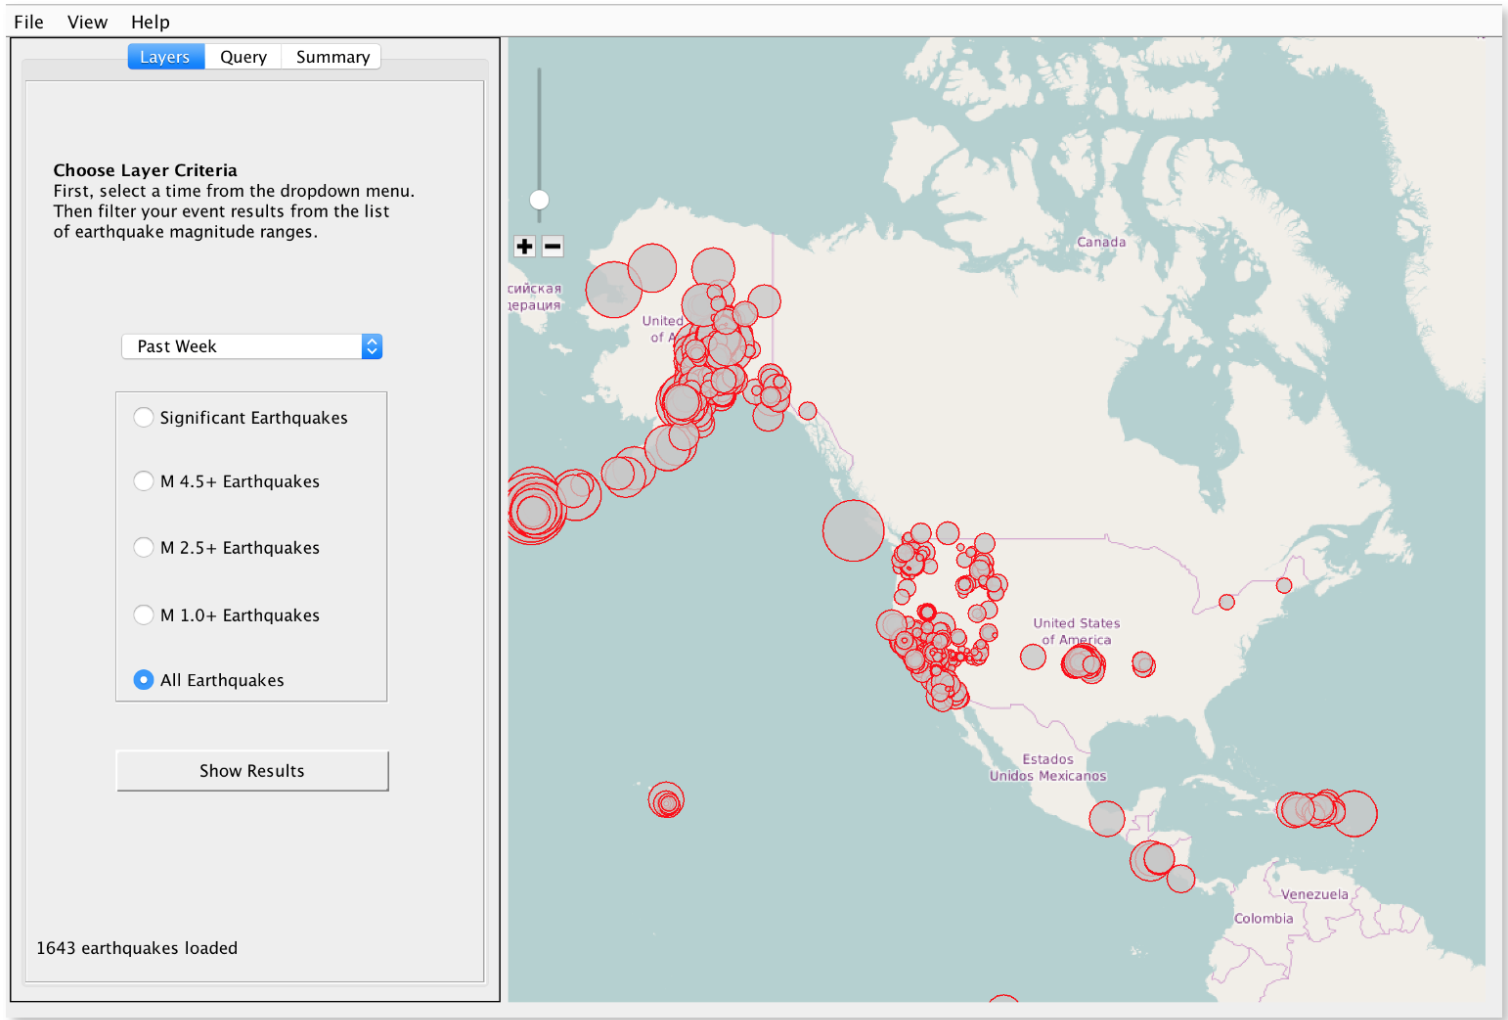 File View Help
Layers Query Summary
Choose Layer Criteria
First, select a time from the dropdown menu.
Then filter your event results from the list
of earthquake magnitude ranges.
Past Week
Significant Earthquakes
M 4.5+ Earthquakes
M 2.5+ Earthquakes
M 1.0+ Earthquakes
All Earthquakes
Show Results
1643 earthquakes loaded
Canada
сийская
дерация
United
of A
United States
of America
Estados
Unidos Mexicanos
Venezuela
Colombia